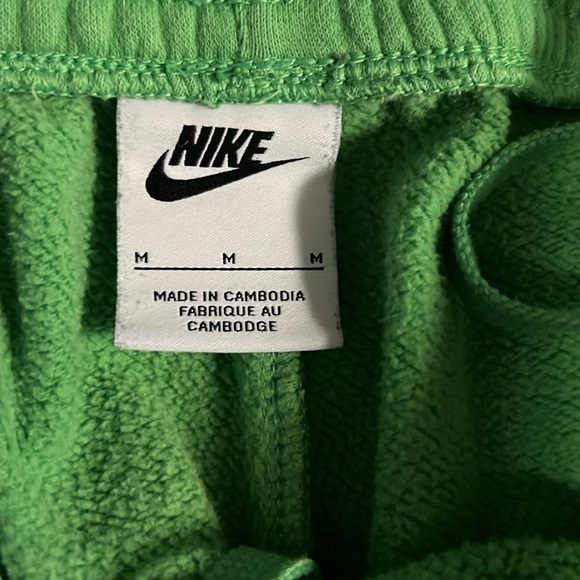 NIKE
M M M
MADE IN CAMBODIA
FABRIQUE AU
CAMBODGE